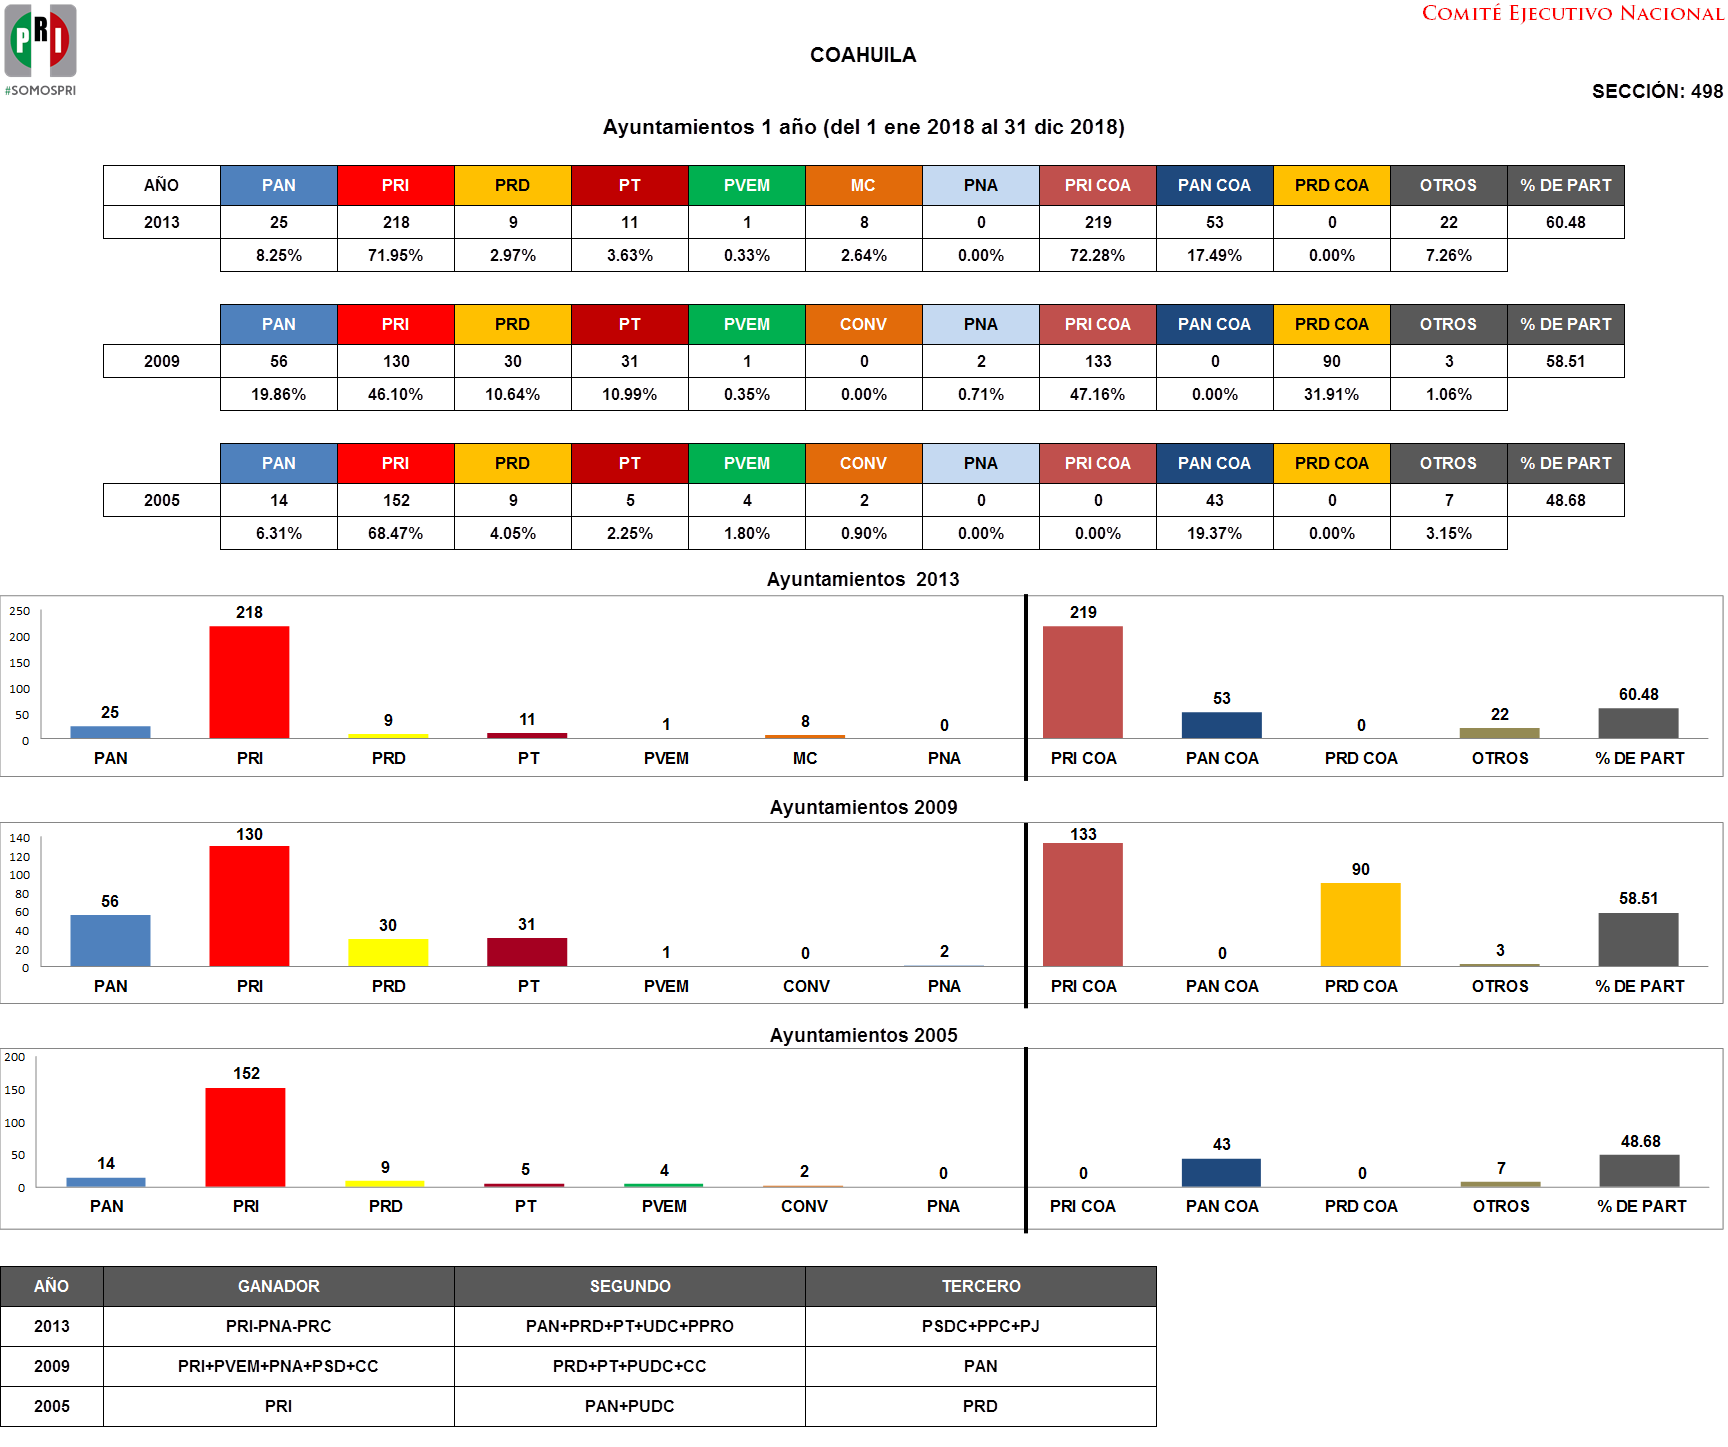 COMITÉ EJECUTIVO NACIONAL
PRI
#SOMOSPRI
COAHUILA
SECCIÓN: 498
Ayuntamientos 1 año (del 1 ene 2018 al 31 dic 2018)
AÑO PAN PRI PRD PT PVEM MC PNA PRI COA PAN COA PRD COA OTROS % DE PART
2013 25 218 9 11 1 8 0 219 53 0 22 60.48
8.25% 71.95% 2.97% 3.63% 0.33% 2.64% 0.00% 72.28% 17.49% 0.00% 7.26%
PAN PRI PRD PT PVEM CONV PNA PRI COA PAN COA PRD COA OTROS % DE PART
2009 56 130 30 31 1 0 2 133 0 90 3 58.51
19.86% 46.10% 10.64% 10.99% 0.35% 0.00% 0.71% 47.16% 0.00% 31.91% 1.06%
PAN PRI PRD PT PVEM CONV PNA PRI COA PAN COA PRD COA OTROS % DE PART
2005 14 152 9 5 4 2 0 0 43 0 7 48.68
6.31% 68.47% 4.05% 2.25% 1.80% 0.90% 0.00% 0.00% 19.37% 0.00% 3.15%
Ayuntamientos 2013
250
200
150
100
50
0
25 218 9 11 1 8 0 219 53 0 22 60.48
PAN PRI PRD PT PVEM MC PNA PRI COA PAN COA PRD COA OTROS % DE PART
Ayuntamientos 2009
140
120
100
80
60
40
20
0
56 130 30 31 1 0 2 133 0 90 3 58.51
PAN PRI PRD PT PVEM CONV PNA PRI COA PAN COA PRD COA OTROS % DE PART
Ayuntamientos 2005
200
150
100
50
0
14 152 9 5 4 2 0 0 43 0 7 48.68
PAN PRI PRD PT PVEM CONV PNA PRI COA PAN COA PRD COA OTROS % DE PART
AÑO GANADOR SEGUNDO TERCERO
2013 PRI-PNA-PRC PAN+PRD+PT+UDC+PPRO PSDC+PPC+PJ
2009 PRI+PVEM+PNA+PSD+CC PRD+PT+PUDC+CC PAN
2005 PRI PAN+PUDC PRD